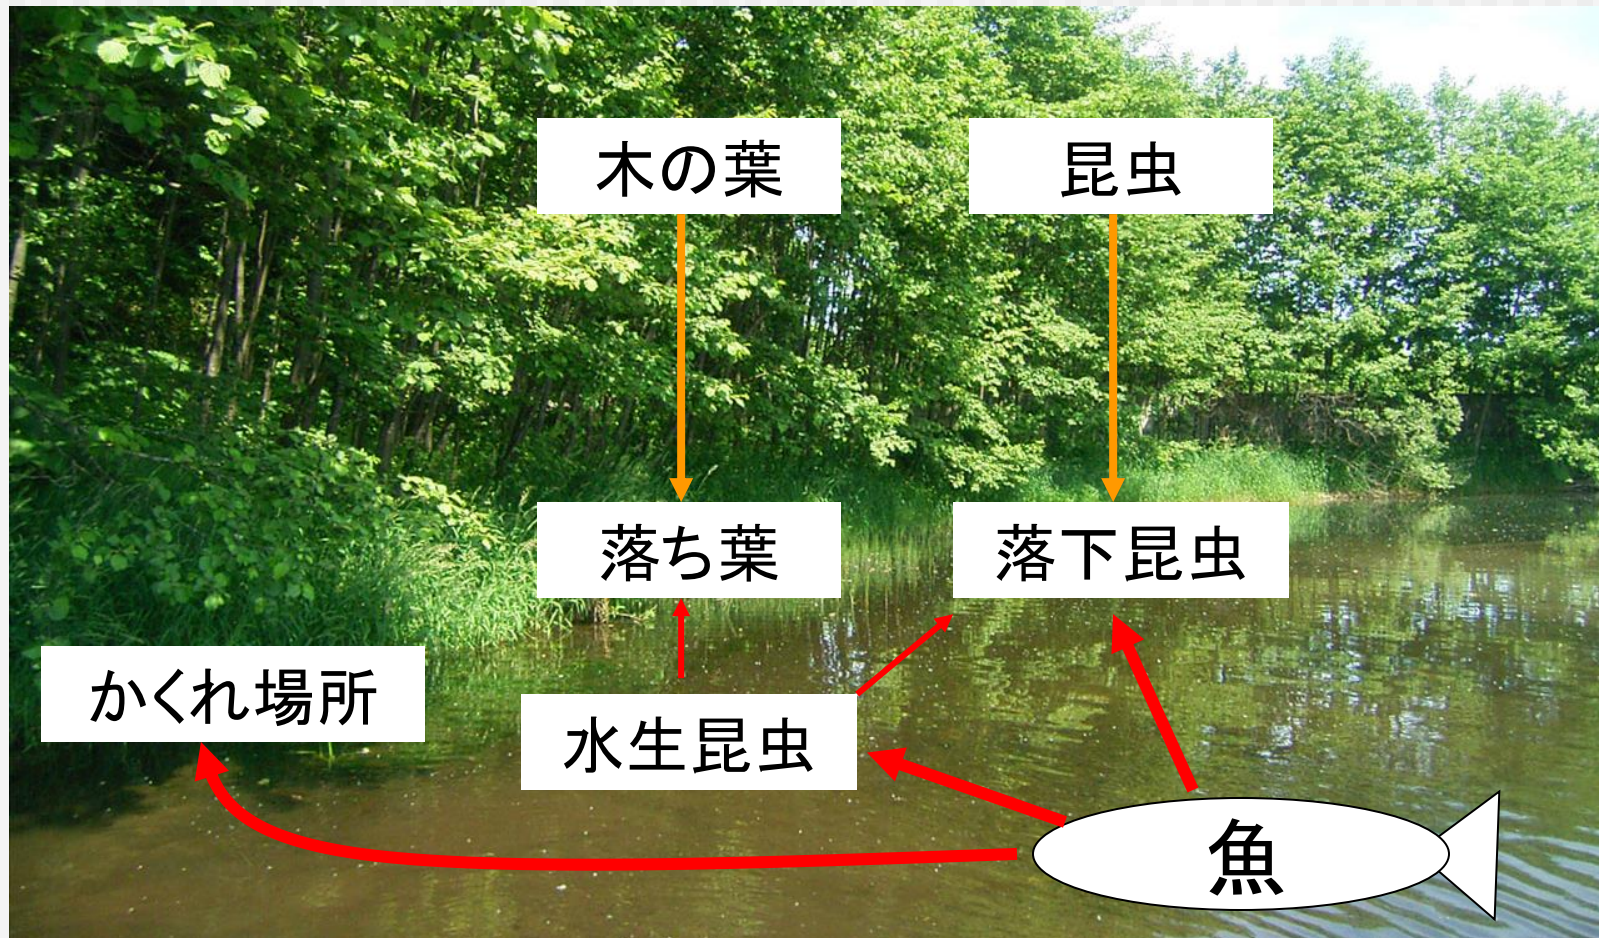 木の葉
昆虫
落ち葉
落下昆虫
かくれ場所
水生昆虫
魚